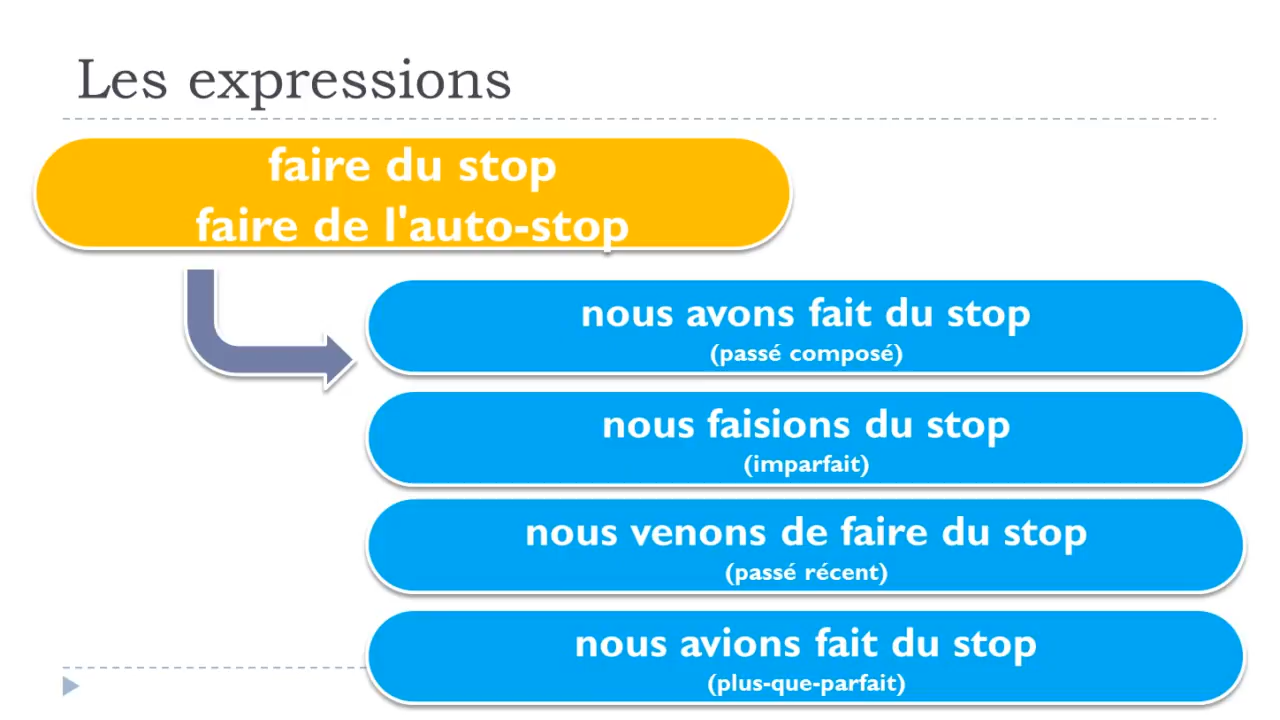 Les expressions
faire du stop
faire de l'auto-stop
nous avons fait du stop
(passé composé)
nous faisions du stop
(imparfait)
nous venons de faire du stop
(passé récent)
nous avions fait du stop
(plus-que-parfait)